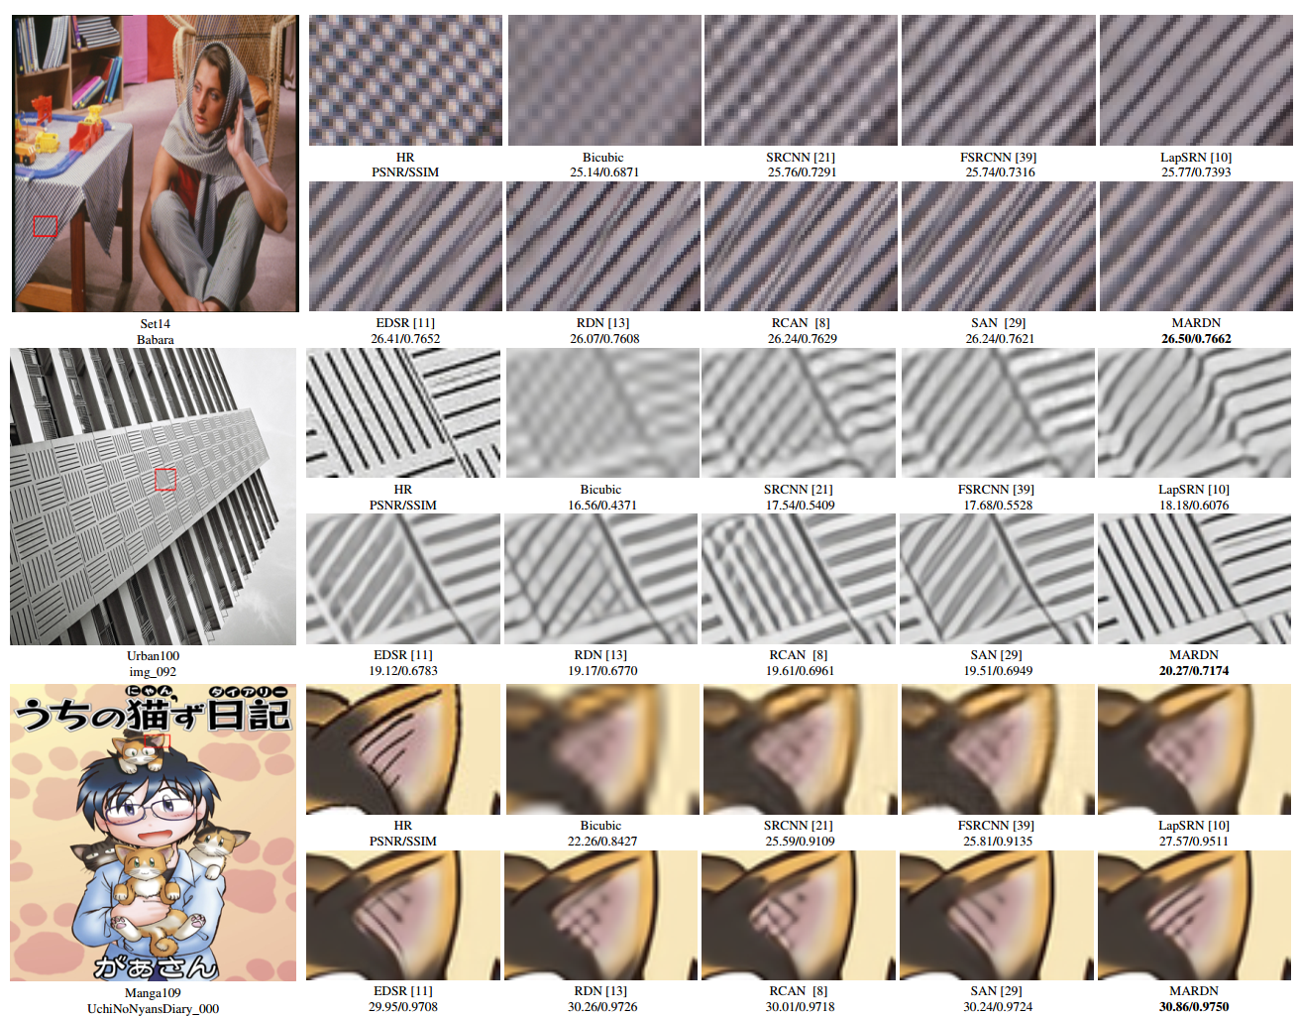 HR
PSNR/SSIM
Bicubic
25.14/0.6871
SRCNN [21]
25.76/0.7291
FSRCNN [39]
25.74/0.7316
LapSRN [10]
25.77/0.7393
EDSR [11]
26.41/0.7652
RDN [13]
26.07/0.7608
RCAN [8]
26.24/0.7629
SAN [29]
26.24/0.7621
MARDN
26.50/0.7662
Set14
Babara
HR
PSNR/SSIM
Bicubic
16.56/0.4371
SRCNN [21]
17.54/0.5409
FSRCNN [39]
17.68/0.5528
LapSRN [10]
18.18/0.6076
EDSR [11]
19.12/0.6783
RDN [13]
19.17/0.6770
RCAN [8]
19.61/0.6961
SAN [29]
19.51/0.6949
MARDN
20.27/0.7174
Urban100
img_092
にゃん ダイアリー
うちの猫's日記
がぁさん
HR
PSNR/SSIM
Bicubic
22.26/0.8427
SRCNN [21]
25.59/0.9109
FSRCNN [39]
25.81/0.9135
LapSRN [10]
27.57/0.9511
EDSR [11]
29.95/0.9708
RDN [13]
30.26/0.9726
RCAN [8]
30.01/0.9718
SAN [29]
30.24/0.9724
MARDN
30.86/0.9750
Manga109
UchiNoNyansDiary_000